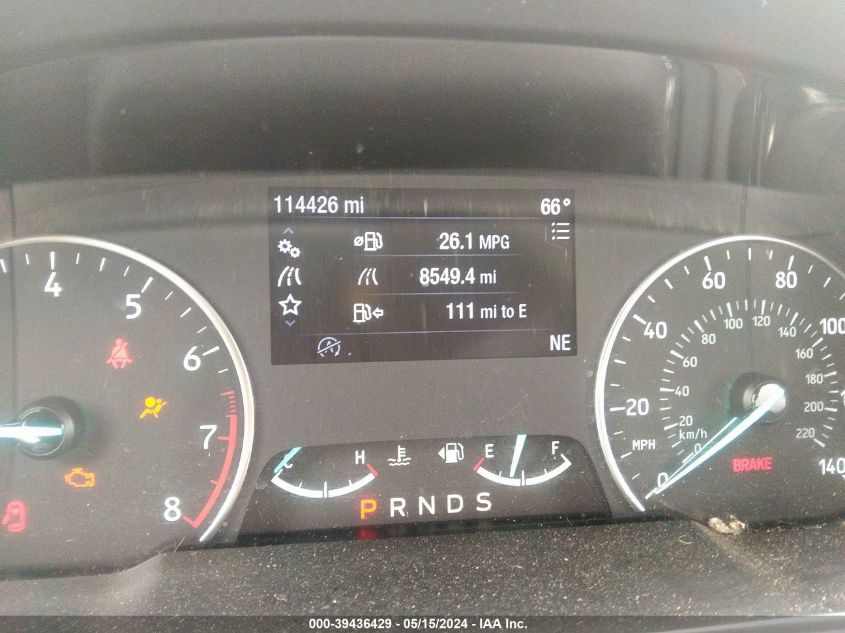 114426 mi 66°
26.1 MPG
8549.4 mi
111 mi to E
NE
4
5
6
7
8
C H
E F
P R N D S
0
20
40
60
80
100
140
MPH
km/h
0
20
40
60
80
100
120
140
160
180
200
220
BRAKE
000-39436429 - 05/15/2024 - IAA Inc.